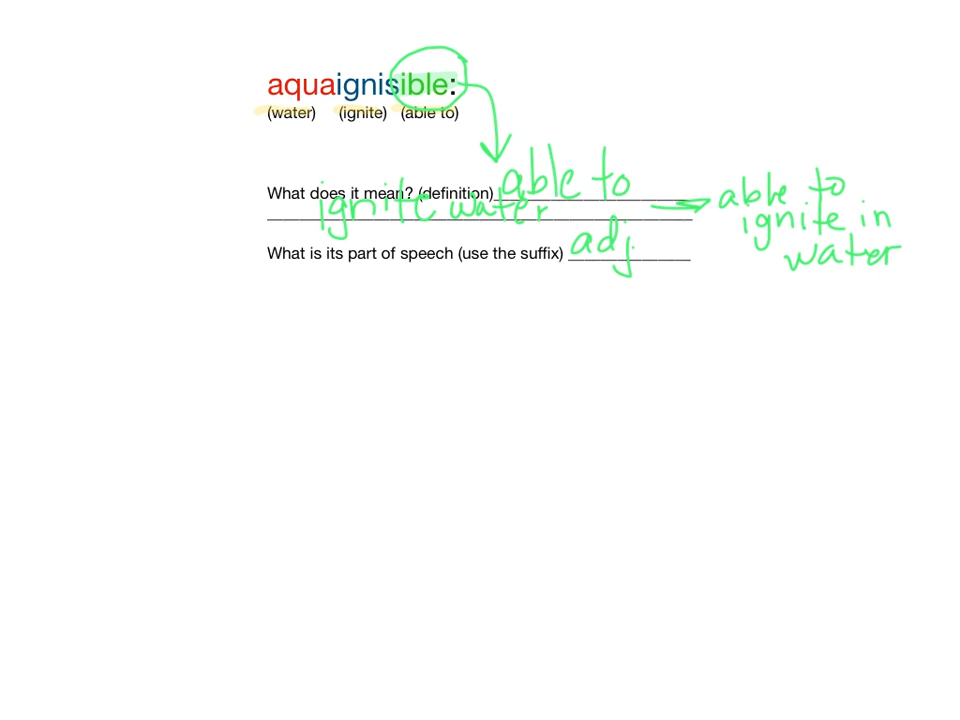 aquaignisible:
(water) (ignite) (able to)
What does it mean? (definition) able to
ignite water → able to
ignite in
water
What is its part of speech (use the suffix) adj